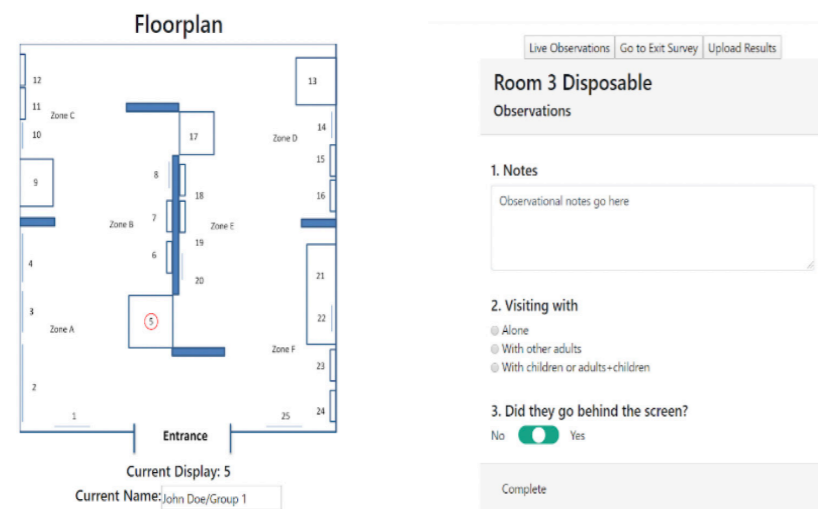 Floorplan
12
11
Zone C
10
9
4
3
Zone A
2
1
8
7
Zone B
6
5
17
18
Zone E
19
20
13
14
Zone D
15
16
21
22
Zone F
23
24
25
Entrance
Current Display: 5
Current Name: John Doe/Group 1
Live Observations Go to Exit Survey Upload Results
Room 3 Disposable
Observations
1. Notes
Observational notes go here
2. Visiting with
Alone
With other adults
With children or adults+children
3. Did they go behind the screen?
No Yes
Complete